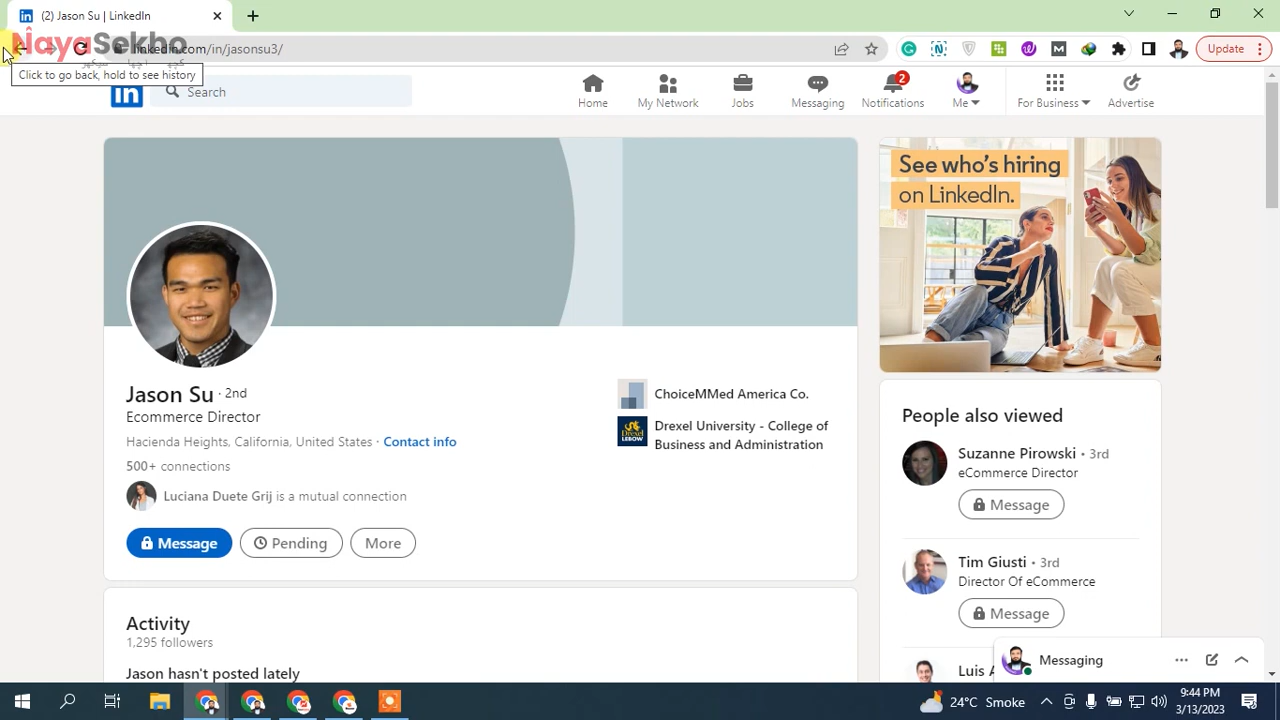 (2) Jason Su | LinkedIn
NayaSekho
linkedin.com/in/jasonsu3/
Update
Click to go back, hold to see history
in
Search
Home
My Network
Jobs
Messaging
2
Notifications
Me
For Business
Advertise
See who's hiring
on LinkedIn.
Jason Su · 2nd
Ecommerce Director
Hacienda Heights, California, United States · Contact info
500+ connections
Luciana Duete Grij is a mutual connection
Message
Pending
More
ChoiceMMed America Co.
Drexel University - College of
Business and Administration
Activity
1,295 followers
Jason hasn't posted lately
People also viewed
Suzanne Pirowski • 3rd
eCommerce Director
Message
Tim Giusti • 3rd
Director Of eCommerce
Message
Luis
Messaging
24°C Smoke
9:44 PM
3/13/2023